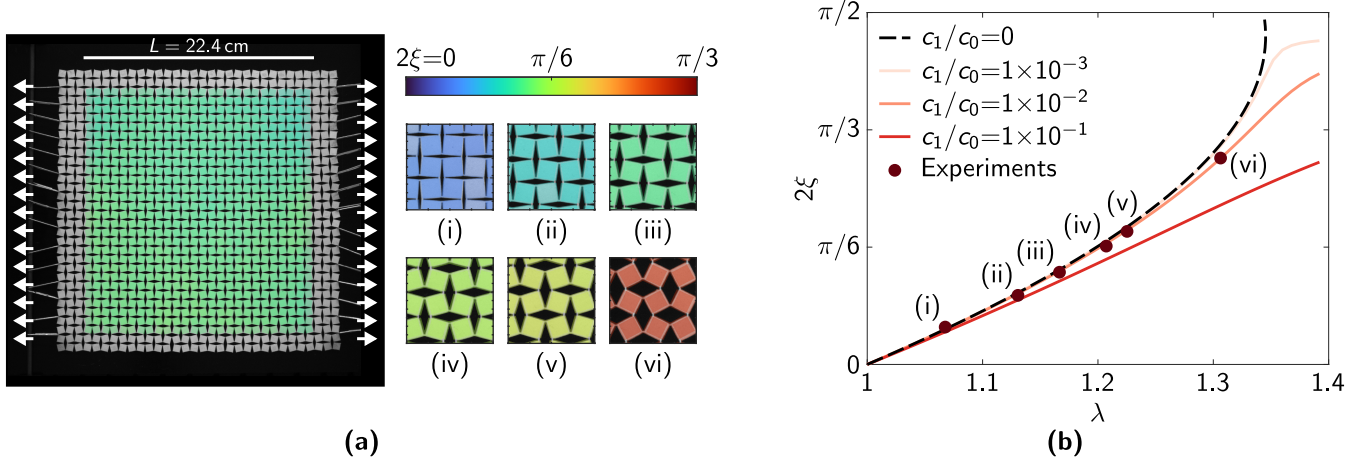 L = 22.4 cm
2ξ=0
π/6
π/3
(i)
(ii)
(iii)
(iv)
(v)
(vi)
(a)
π/2
π/3
π/6
0
2ξ
c₁/c₀=0
c₁/c₀=1×10⁻³
c₁/c₀=1×10⁻²
c₁/c₀=1×10⁻¹
Experiments
(i)
(ii)
(iii)
(iv)
(v)
(vi)
1
1.1
1.2
1.3
1.4
λ
(b)